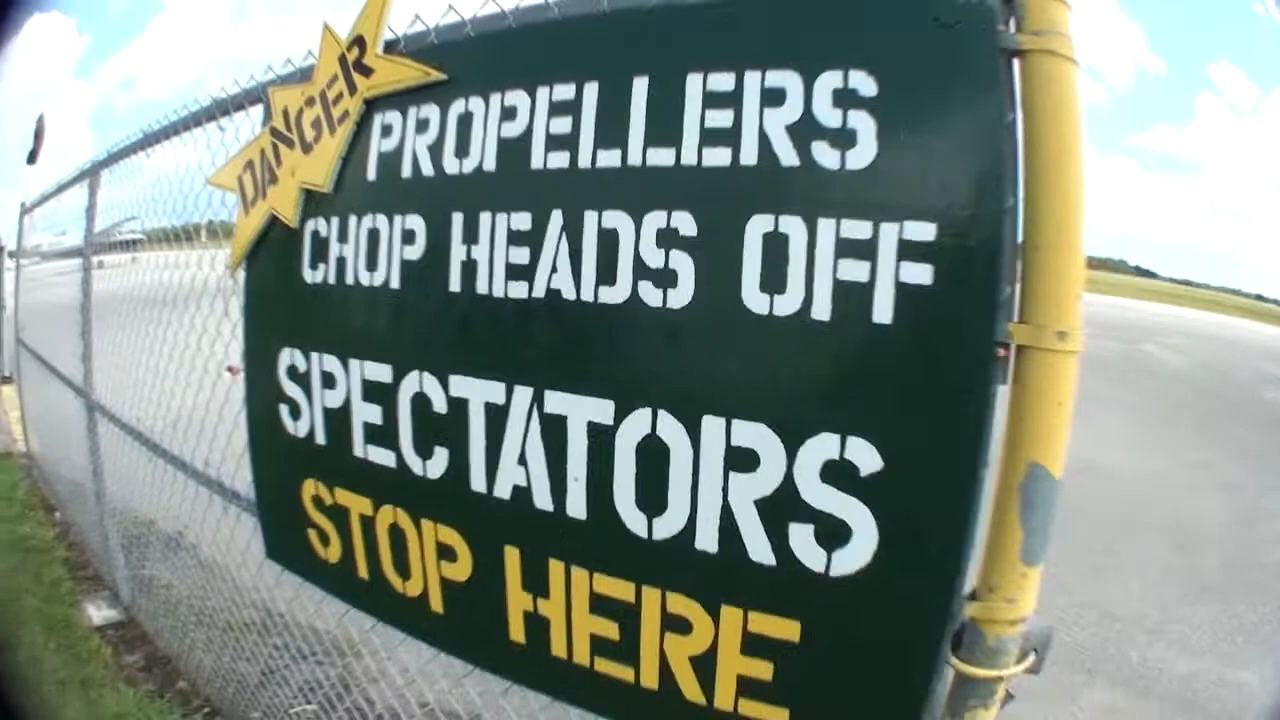 DANGER
PROPELLERS
CHOP HEADS OFF
SPECTATORS
STOP HERE